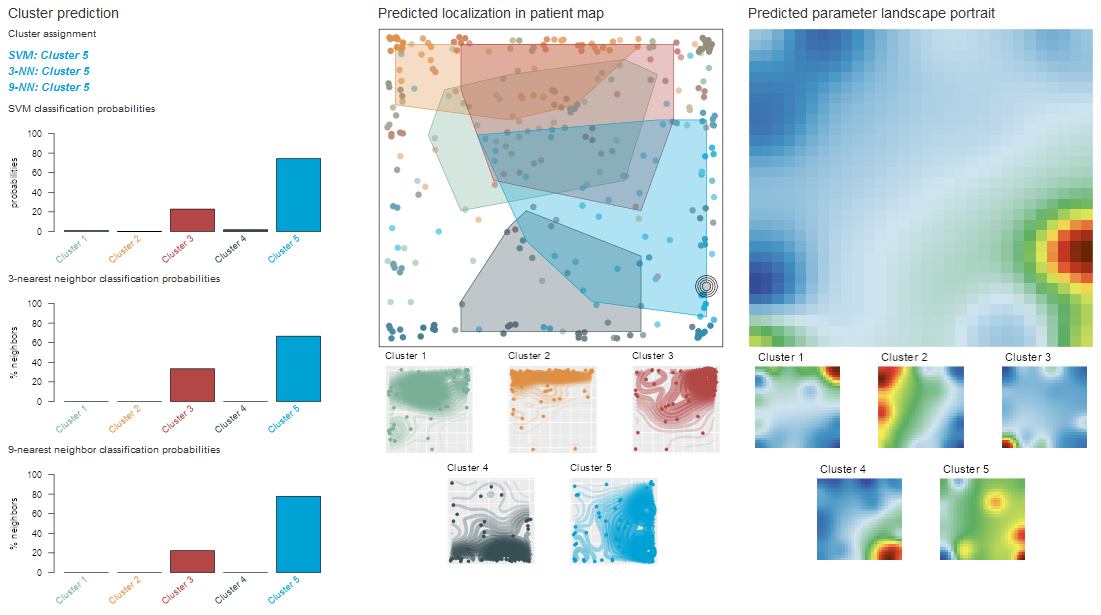 Cluster prediction
Cluster assignment
SVM: Cluster 5
3-NN: Cluster 5
9-NN: Cluster 5
SVM classification probabilities
probabilities
100
80
60
40
20
0
Cluster 1
Cluster 2
Cluster 3
Cluster 4
Cluster 5
3-nearest neighbor classification probabilities
% neighbors
100
80
60
40
20
0
Cluster 1
Cluster 2
Cluster 3
Cluster 4
Cluster 5
9-nearest neighbor classification probabilities
% neighbors
100
80
60
40
20
0
Cluster 1
Cluster 2
Cluster 3
Cluster 4
Cluster 5
Predicted localization in patient map
Cluster 1
Cluster 2
Cluster 3
Cluster 4
Cluster 5
Predicted parameter landscape portrait
Cluster 1
Cluster 2
Cluster 3
Cluster 4
Cluster 5